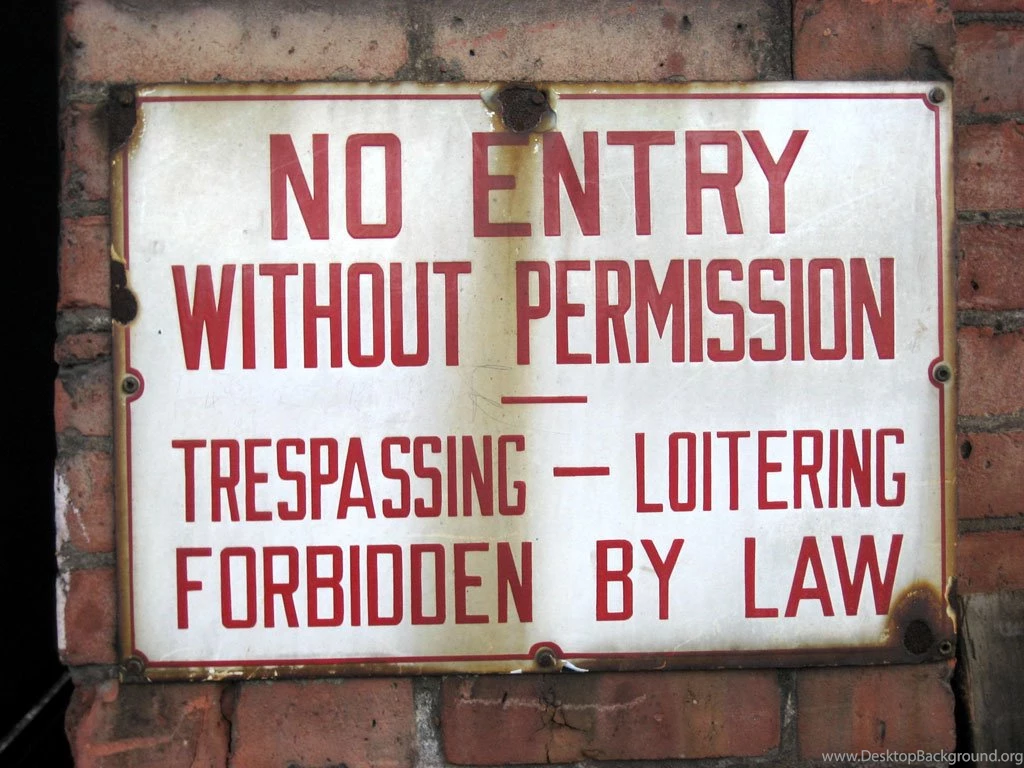 NO ENTRY
WITHOUT PERMISSION
—
TRESPASSING — LOITERING
FORBIDDEN BY LAW
www.DesktopBackground.org